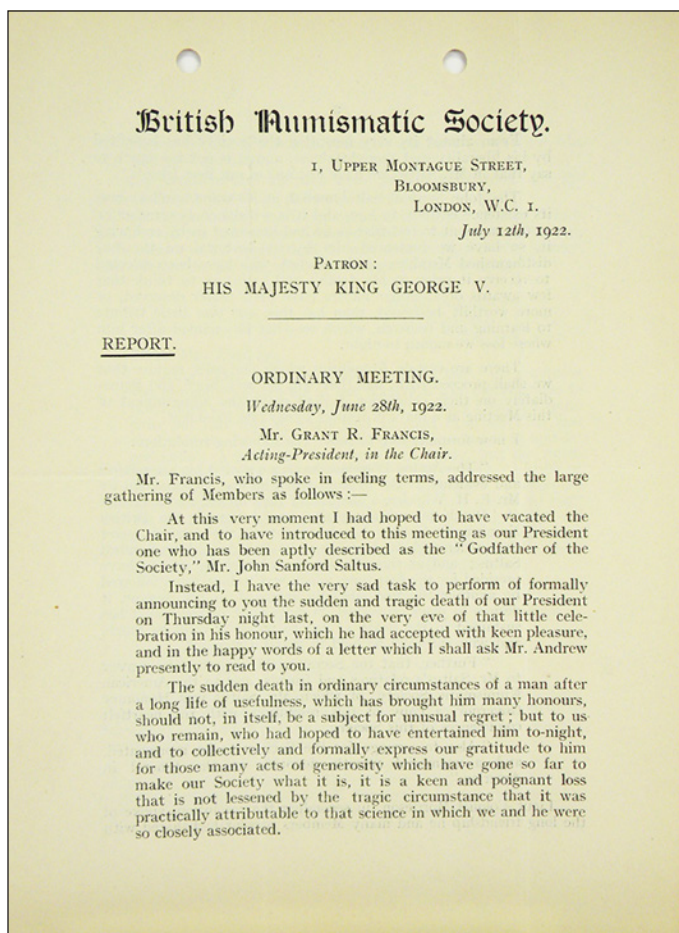 British Numismatic Society.
1, Upper Montague Street,
Bloomsbury,
London, W.C. 1.
July 12th, 1922.
Patron :
HIS MAJESTY KING GEORGE V.
REPORT.
ORDINARY MEETING.
Wednesday, June 28th, 1922.
Mr. Grant R. Francis,
Acting-President, in the Chair.
Mr. Francis, who spoke in feeling terms, addressed the large
gathering of Members as follows :—
At this very moment I had hoped to have vacated the
Chair, and to have introduced to this meeting as our President
one who has been aptly described as the " Godfather of the
Society," Mr. John Sanford Saltus.
Instead, I have the very sad task to perform of formally
announcing to you the sudden and tragic death of our President
on Thursday night last, on the very eve of that little cele-
bration in his honour, which he had accepted with keen pleasure,
and in the happy words of a letter which I shall ask Mr. Andrew
presently to read to you.
The sudden death in ordinary circumstances of a man after
a long life of usefulness, which has brought him many honours,
should not, in itself, be a subject for unusual regret ; but to us
who remain, who had hoped to have entertained him to-night,
and to collectively and formally express our gratitude to him
for those many acts of generosity which have gone so far to
make our Society what it is, it is a keen and poignant loss
that is not lessened by the tragic circumstance that it was
practically attributable to that science in which we and he were
so closely associated.